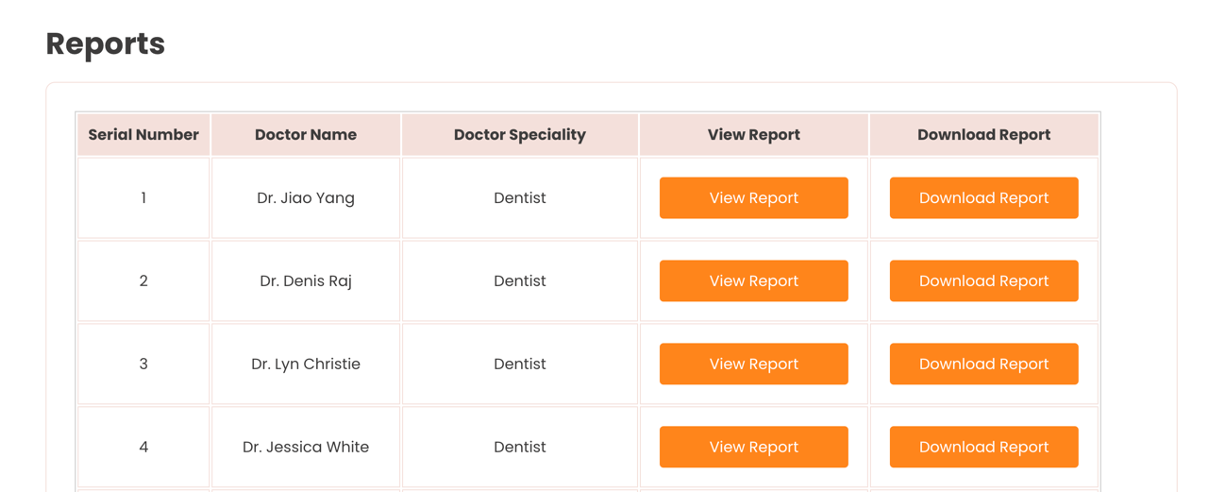 Reports
Serial Number Doctor Name Doctor Speciality View Report Download Report
1 Dr. Jiao Yang Dentist View Report Download Report
2 Dr. Denis Raj Dentist View Report Download Report
3 Dr. Lyn Christie Dentist View Report Download Report
4 Dr. Jessica White Dentist View Report Download Report